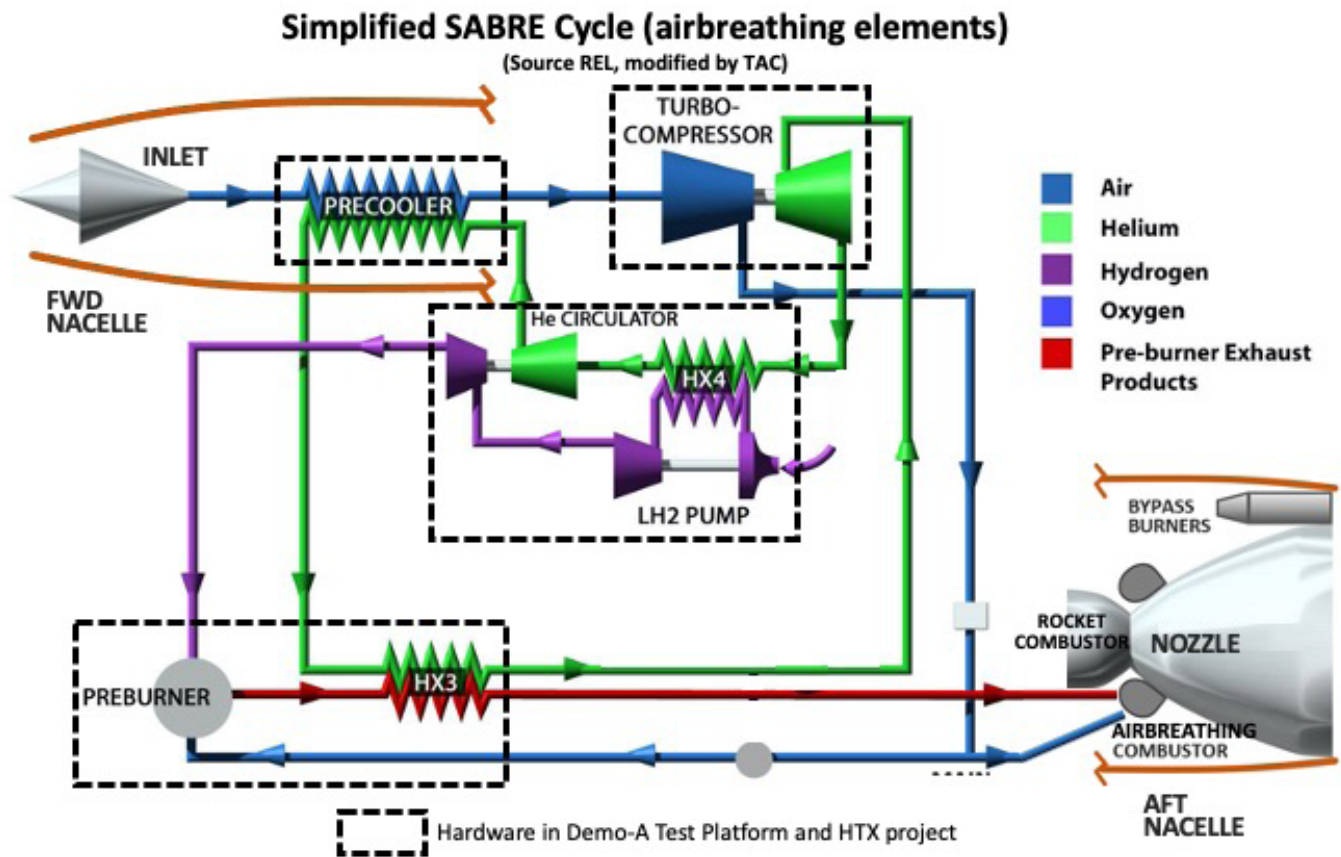 Simplified SABRE Cycle (airbreathing elements)
(Source REL, modified by TAC)
TURBO-
COMPRESSOR
INLET
PRECOOLER
Air
Helium
Hydrogen
Oxygen
Pre-burner Exhaust
Products
FWD
NACELLE
He CIRCULATOR
HX4
LH2 PUMP
BYPASS
BURNERS
ROCKET
COMBUSTOR
NOZZLE
PREBURNER
HX3
AIRBREATHING
COMBUSTOR
AFT
NACELLE
Hardware in Demo-A Test Platform and HTX project